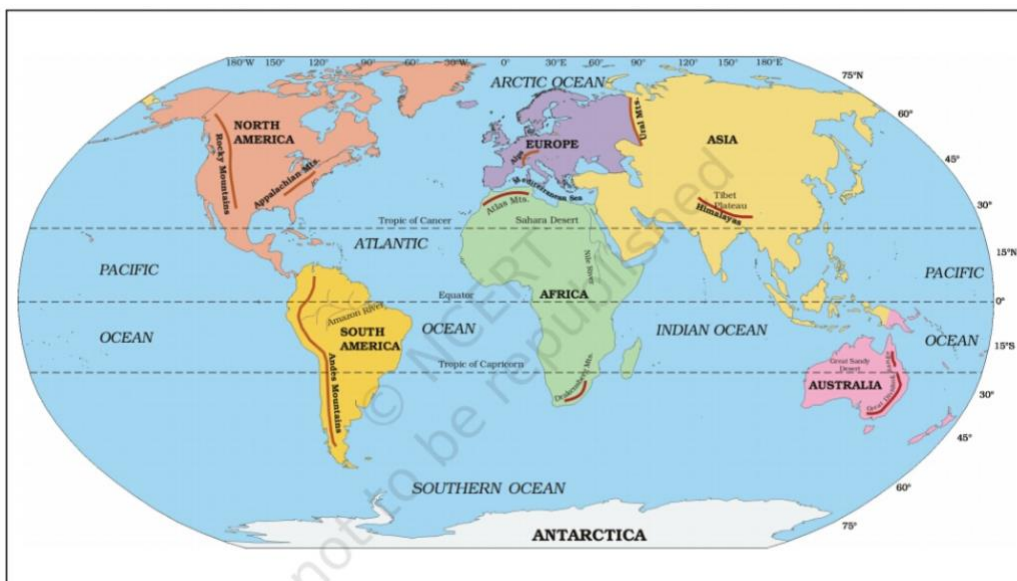 180°W 150° 120° 90° 60° 30°W 0° 30°E 60° 90° 120° 150° 180°E
ARCTIC OCEAN
75°N
60°
45°
30°
15°N
0°
15°S
30°
45°
60°
75°
NORTH
AMERICA
Rocky Mountains
Appalachian Mts.
EUROPE
Alps
Ural Mts.
Mediterranean Sea
ASIA
Tibet
Plateau
Himalayas
Atlas Mts.
Sahara Desert
Nile River
AFRICA
Drakensberg Mts.
Tropic of Cancer
ATLANTIC
OCEAN
Equator
Tropic of Capricorn
PACIFIC
OCEAN
Amazon River
SOUTH
AMERICA
Andes Mountains
INDIAN OCEAN
PACIFIC
OCEAN
Great Sandy
Desert
AUSTRALIA
Great Dividing Range
SOUTHERN OCEAN
ANTARCTICA
© NCERT
not to be republished